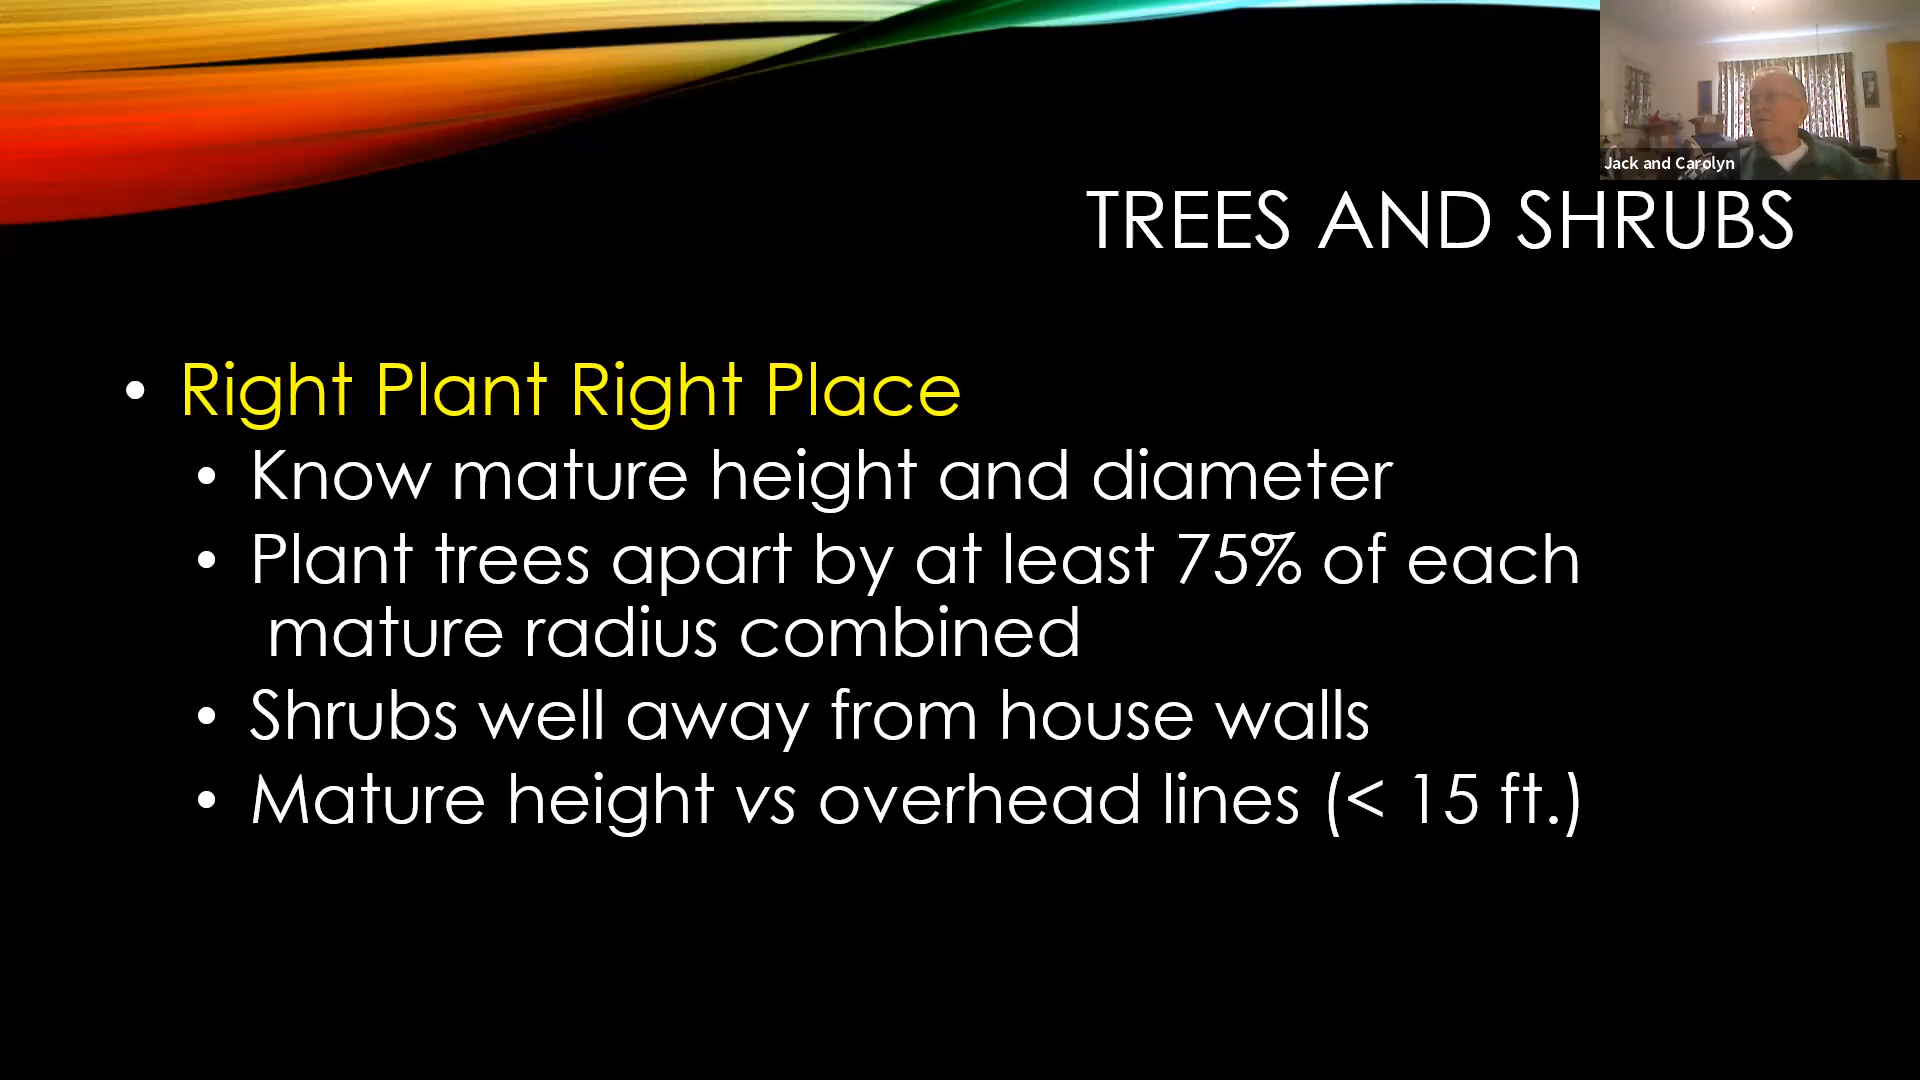 Jack and Carolyn
TREES AND SHRUBS
• Right Plant Right Place
• Know mature height and diameter
• Plant trees apart by at least 75% of each
mature radius combined
• Shrubs well away from house walls
• Mature height vs overhead lines (< 15 ft.)